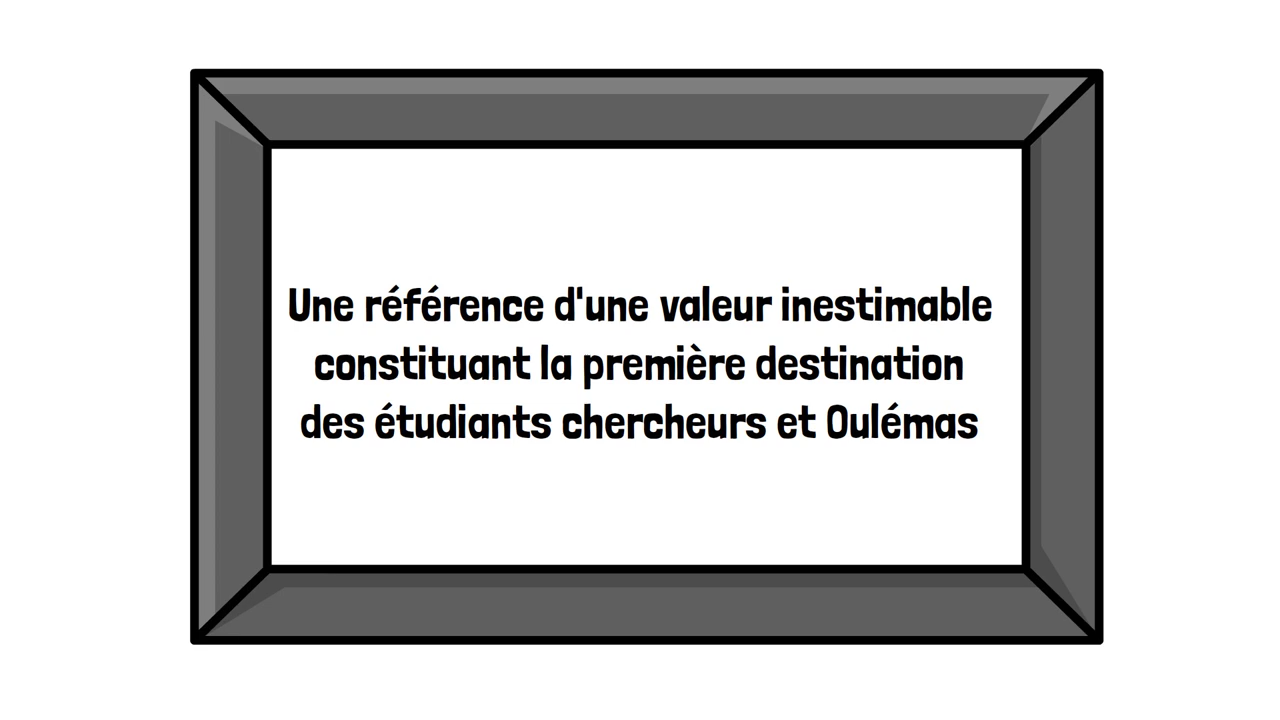 Une référence d'une valeur inestimable
constituant la première destination
des étudiants chercheurs et Oulémas